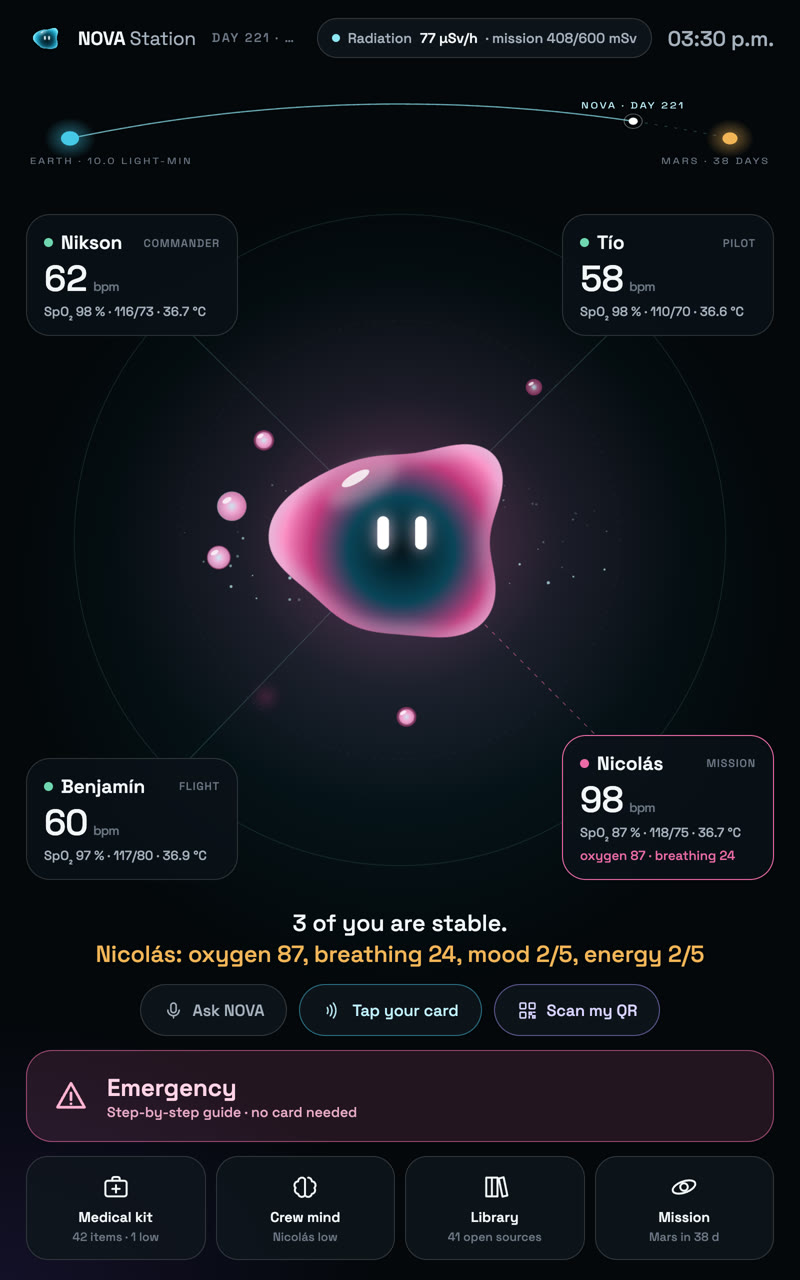 NOVA Station DAY 221 · …
Radiation 77 µSv/h · mission 408/600 mSv
03:30 p.m.
NOVA · DAY 221
EARTH · 10.0 LIGHT-MIN
MARS · 38 DAYS
Nikson COMMANDER
62 bpm
SpO₂ 98 % · 116/73 · 36.7 °C
Tío PILOT
58 bpm
SpO₂ 98 % · 110/70 · 36.6 °C
Benjamín FLIGHT
60 bpm
SpO₂ 97 % · 117/80 · 36.9 °C
Nicolás MISSION
98 bpm
SpO₂ 87 % · 118/75 · 36.7 °C
oxygen 87 · breathing 24
3 of you are stable.
Nicolás: oxygen 87, breathing 24, mood 2/5, energy 2/5
Ask NOVA
Tap your card
Scan my QR
Emergency
Step-by-step guide · no card needed
Medical kit
42 items · 1 low
Crew mind
Nicolás low
Library
41 open sources
Mission
Mars in 38 d